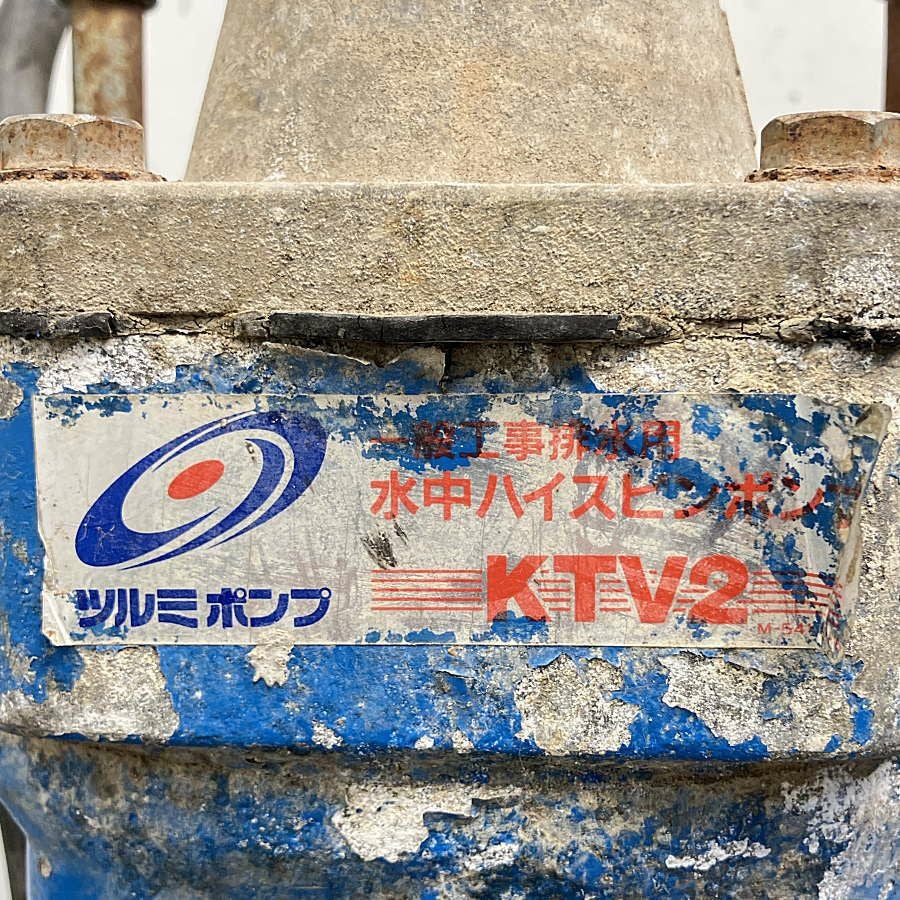 ツルミポンプ
一般工事排水用
水中ハイスピンポンプ
KTV2
M-54